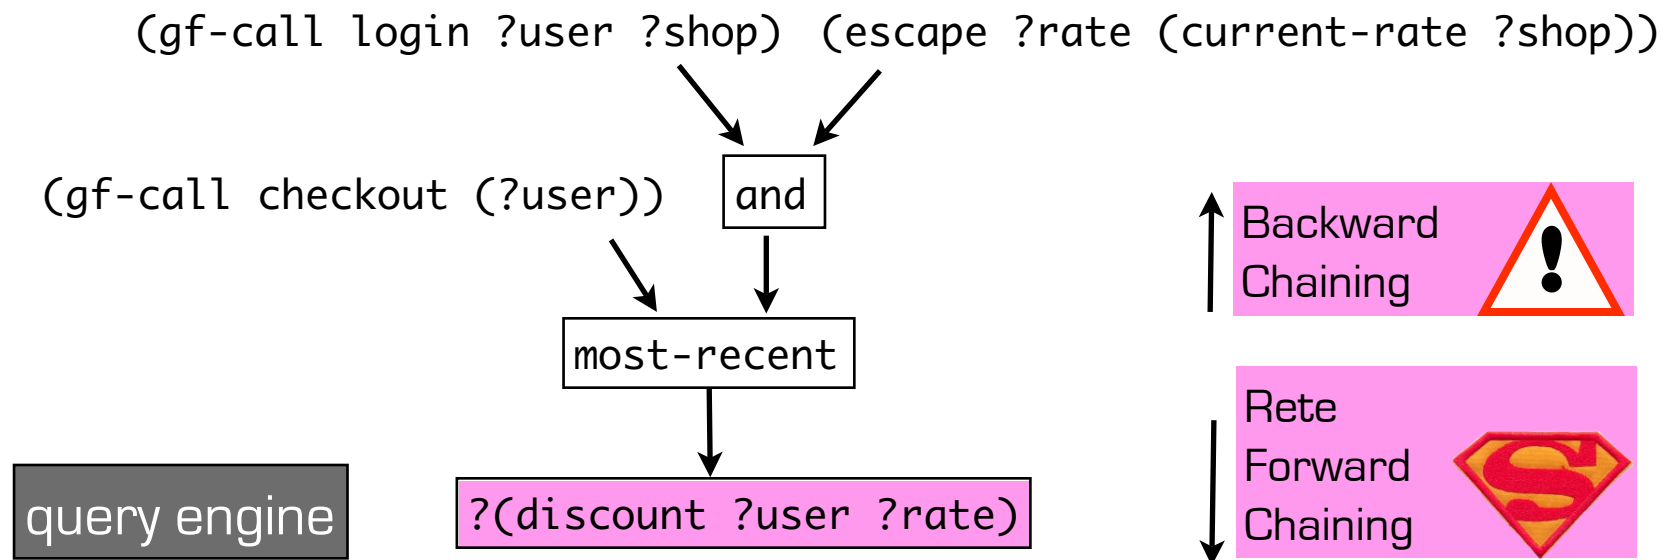 (gf-call login ?user ?shop) (escape ?rate (current-rate ?shop))
(gf-call checkout (?user))
and
most-recent
?(discount ?user ?rate)
query engine
Backward
Chaining
!
Rete
Forward
Chaining
S